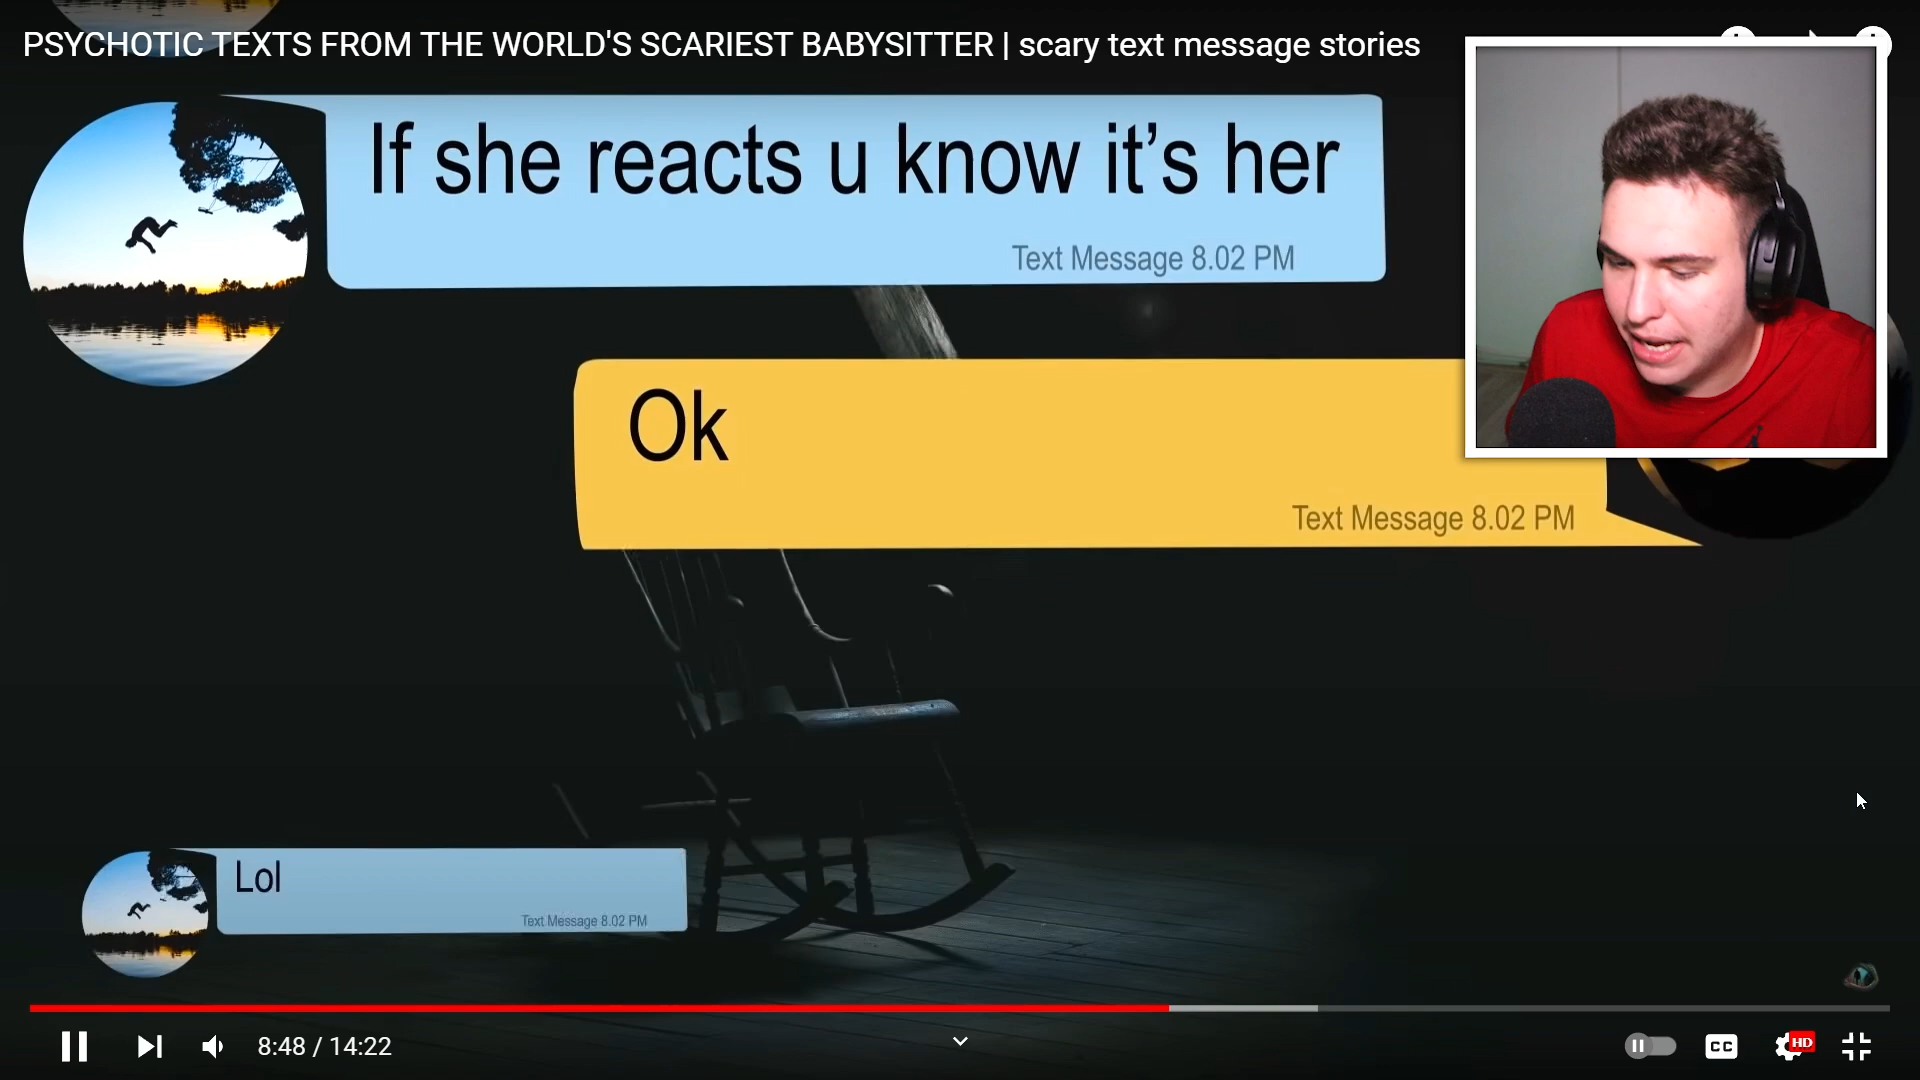 PSYCHOTIC TEXTS FROM THE WORLD'S SCARIEST BABYSITTER | scary text message stories
If she reacts u know it’s her
Text Message 8.02 PM
Ok
Text Message 8.02 PM
Lol
Text Message 8.02 PM
8:48 / 14:22
CC
HD